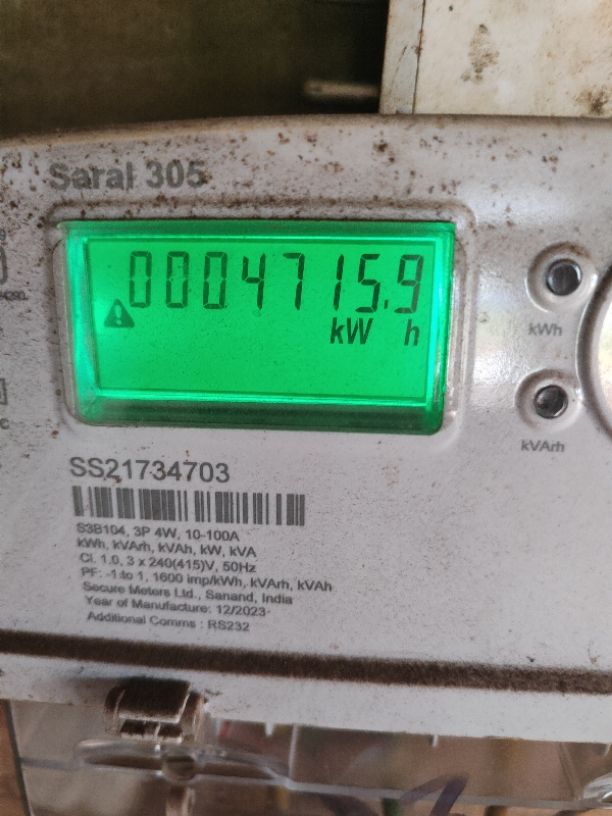 Saral 305
0004715.9
kW h
kWh
kVArh
SS21734703
S3B104, 3P 4W, 10-100A
kWh, kVArh, kVAh, kW, kVA
Cl. 1.0, 3 x 240(415)V, 50Hz
PF: -1 to 1, 1600 imp/kWh, kVArh, kVAh
Secure Meters Ltd., Sanand, India
Year of Manufacture: 12/2023
Additional Comms : RS232